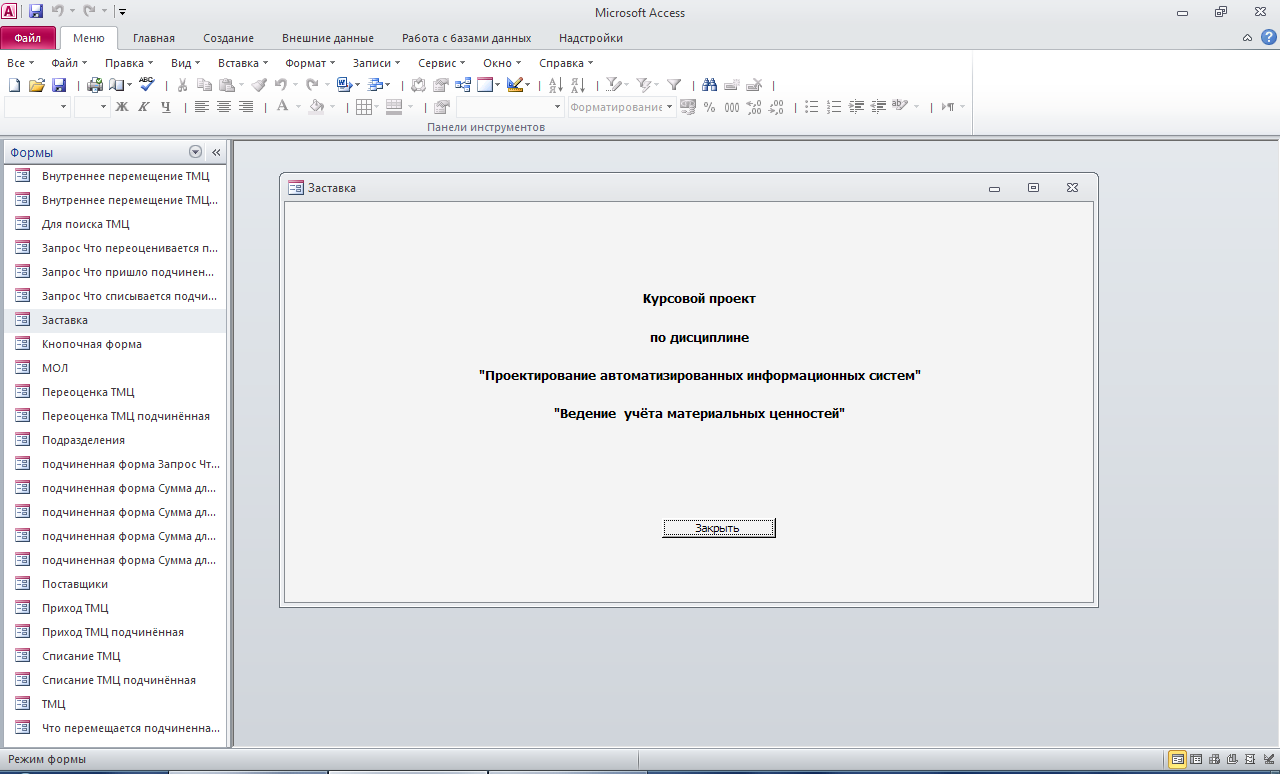 Microsoft Access
Файл Меню Главная Создание Внешние данные Работа с базами данных Надстройки
Все Файл Правка Вид Вставка Формат Записи Сервис Окно Справка
Ж К Ч А Форматирование % 000
Панели инструментов
Формы
Внутреннее перемещение ТМЦ
Внутреннее перемещение ТМЦ...
Для поиска ТМЦ
Запрос Что переоценивается п...
Запрос Что пришло подчинен...
Запрос Что списывается подчи...
Заставка
Кнопочная форма
МОЛ
Переоценка ТМЦ
Переоценка ТМЦ подчинённая
Подразделения
подчиненная форма Запрос Чт...
подчиненная форма Сумма дл...
подчиненная форма Сумма дл...
подчиненная форма Сумма дл...
подчиненная форма Сумма дл...
Поставщики
Приход ТМЦ
Приход ТМЦ подчинённая
Списание ТМЦ
Списание ТМЦ подчинённая
ТМЦ
Что перемещается подчиненна...
Заставка
Курсовой проект
по дисциплине
"Проектирование автоматизированных информационных систем"
"Ведение учёта материальных ценностей"
Закрыть
Режим формы